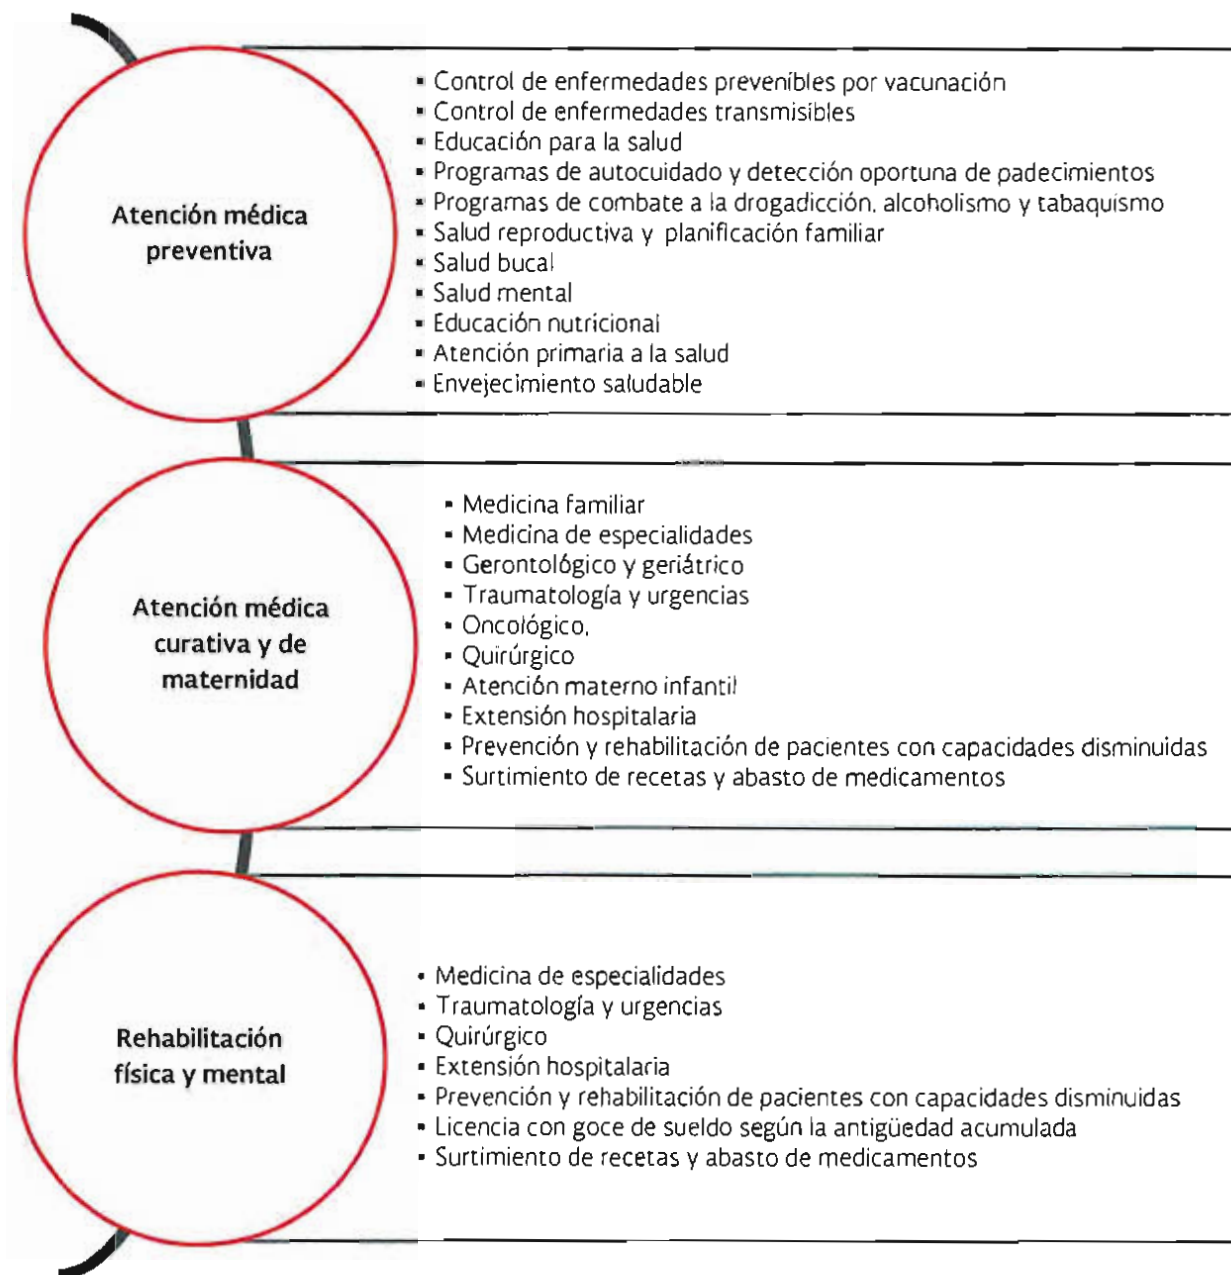 Atención médica
preventiva
▪ Control de enfermedades prevenibles por vacunación
▪ Control de enfermedades transmisibles
▪ Educación para la salud
▪ Programas de autocuidado y detección oportuna de padecimientos
▪ Programas de combate a la drogadicción, alcoholismo y tabaquismo
▪ Salud reproductiva y planificación familiar
▪ Salud bucal
▪ Salud mental
▪ Educación nutricional
▪ Atención primaria a la salud
▪ Envejecimiento saludable
Atención médica
curativa y de
maternidad
▪ Medicina familiar
▪ Medicina de especialidades
▪ Gerontológico y geriátrico
▪ Traumatología y urgencias
▪ Oncológico,
▪ Quirúrgico
▪ Atención materno infantil
▪ Extensión hospitalaria
▪ Prevención y rehabilitación de pacientes con capacidades disminuidas
▪ Surtimiento de recetas y abasto de medicamentos
Rehabilitación
física y mental
▪ Medicina de especialidades
▪ Traumatología y urgencias
▪ Quirúrgico
▪ Extensión hospitalaria
▪ Prevención y rehabilitación de pacientes con capacidades disminuidas
▪ Licencia con goce de sueldo según la antigüedad acumulada
▪ Surtimiento de recetas y abasto de medicamentos